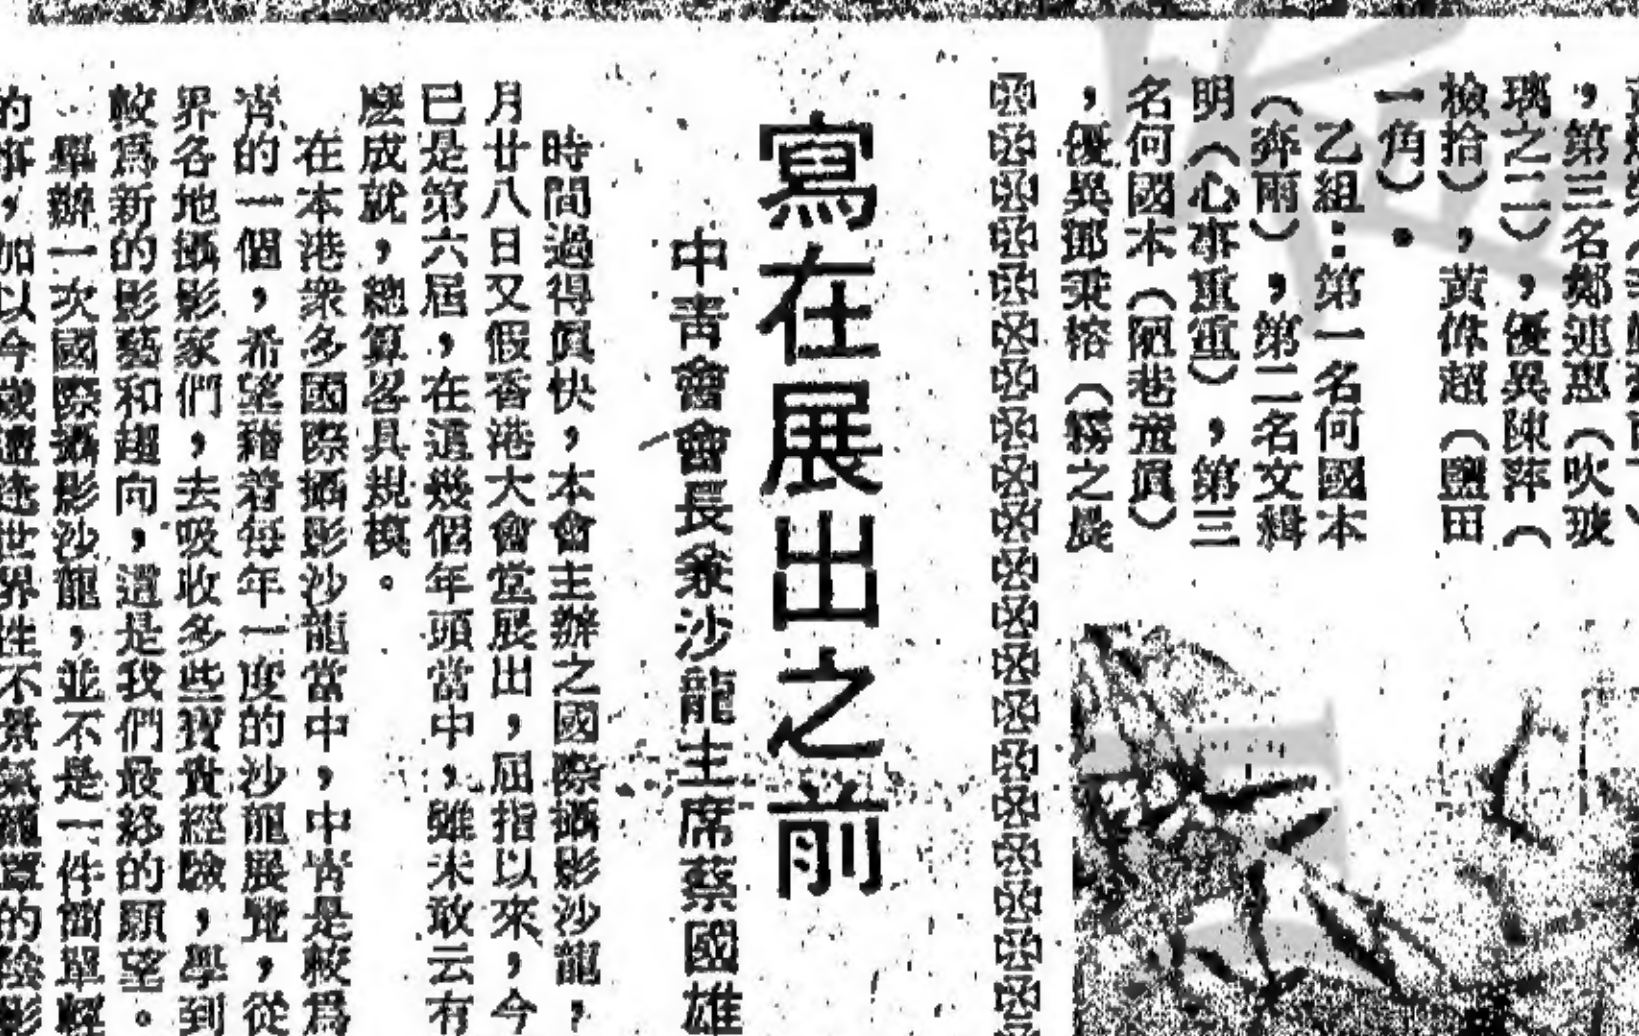 ，第三名鄭連惠（吹玻
璃之二），優異陳萍（
檢拾），黃偉超（鹽田
一角）。
乙組：第一名何國本
（奔雨），第二名文輯
明（心事重重），第三
名何國本（陋巷　眞）
，優異鄧秉榕（霧之晨
寫在展出之前
中青會會長兼沙龍主席蔡國雄
時間過得眞快，本會主辦之國際攝影沙龍，
月廿八日又假香港大會堂展出，屈指以來，今
已是第六屆，在這幾個年頭當中，雖未敢云有
麽成就，總算畧具規模。
在本港衆多國際攝影沙龍當中，中青是較爲
的一個，希望藉着每年一度的沙龍展覽，從
界各地攝影家們，去吸收多些寶貴經驗，學到
較爲新的影藝和趨向，這是我們最終的願望。
舉辦一次國際攝影沙龍，並不是一件簡單輕
的事，加以今歲遭逢世界性不景氣籠罩的陰影